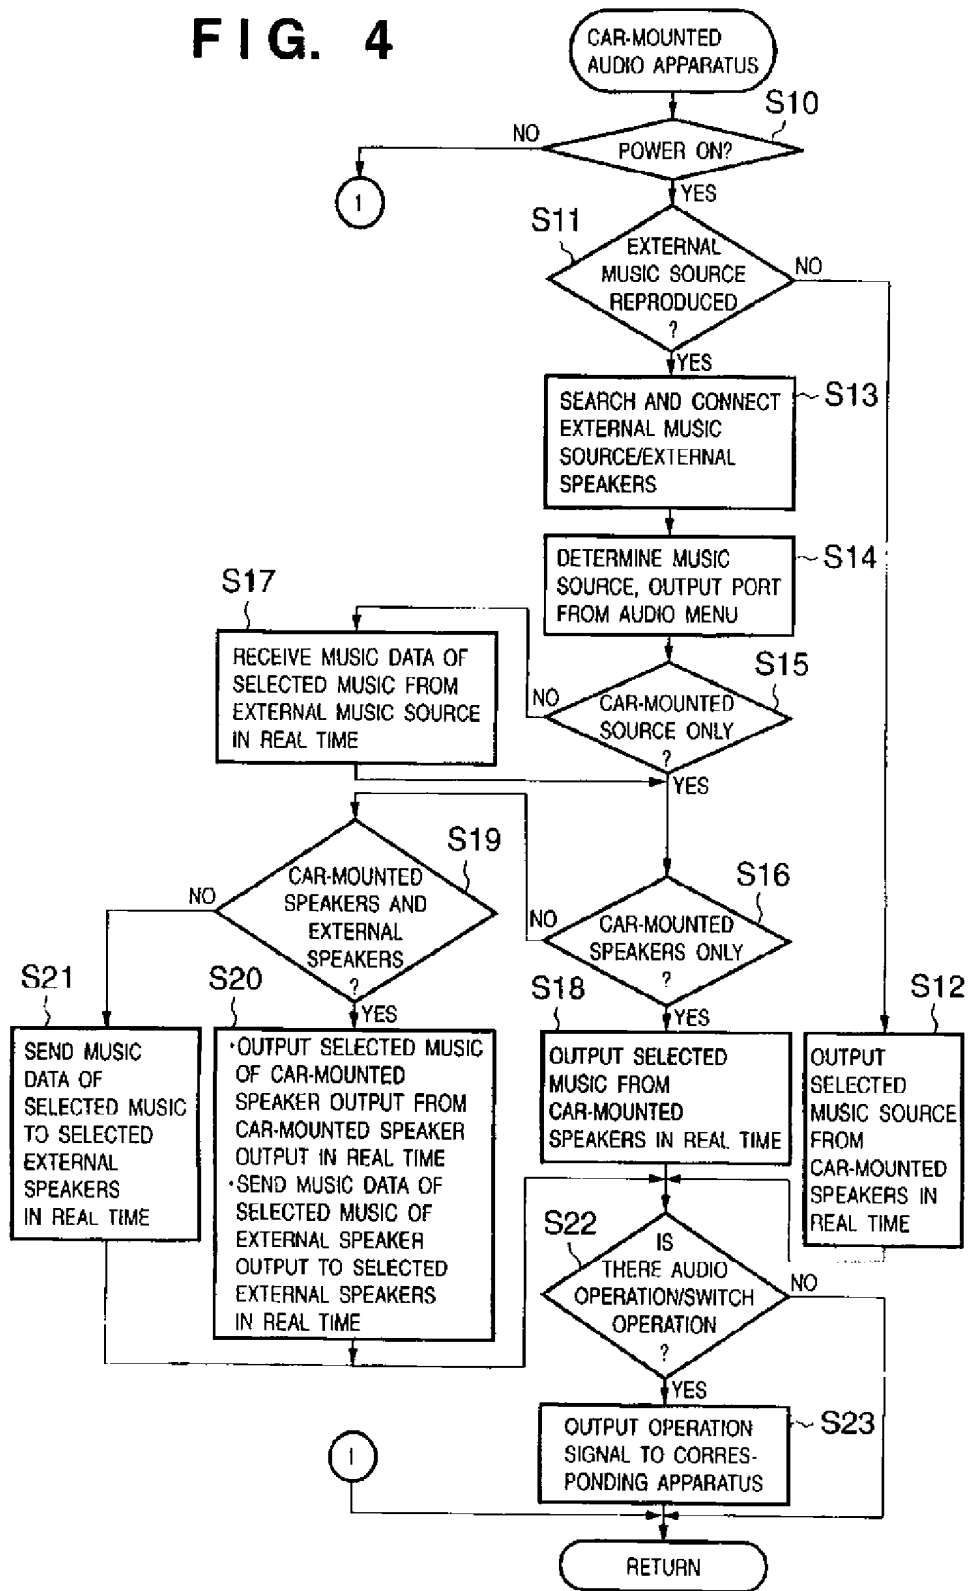 FIG. 4
CAR-MOUNTED
AUDIO APPARATUS
S10
NO
POWER ON?
1
YES
S11
EXTERNAL
MUSIC SOURCE
REPRODUCED
?
NO
YES
S13
SEARCH AND CONNECT
EXTERNAL MUSIC
SOURCE/EXTERNAL
SPEAKERS
S14
DETERMINE MUSIC
SOURCE, OUTPUT PORT
FROM AUDIO MENU
S17
RECEIVE MUSIC DATA OF
SELECTED MUSIC FROM
EXTERNAL MUSIC SOURCE
IN REAL TIME
S15
NO
CAR-MOUNTED
SOURCE ONLY
?
YES
S19
NO
CAR-MOUNTED
SPEAKERS AND
EXTERNAL
SPEAKERS
?
YES
S16
NO
CAR-MOUNTED
SPEAKERS ONLY
?
YES
S21
SEND MUSIC
DATA OF
SELECTED MUSIC
TO SELECTED
EXTERNAL
SPEAKERS
IN REAL TIME
S20
·OUTPUT SELECTED MUSIC
OF CAR-MOUNTED
SPEAKER OUTPUT FROM
CAR-MOUNTED SPEAKER
OUTPUT IN REAL TIME
·SEND MUSIC DATA OF
SELECTED MUSIC OF
EXTERNAL SPEAKER
OUTPUT TO SELECTED
EXTERNAL SPEAKERS
IN REAL TIME
S18
OUTPUT SELECTED
MUSIC FROM
CAR-MOUNTED
SPEAKERS IN REAL TIME
S12
OUTPUT
SELECTED
MUSIC SOURCE
FROM
CAR-MOUNTED
SPEAKERS IN
REAL TIME
S22
IS
THERE AUDIO
OPERATION/SWITCH
OPERATION
?
NO
YES
S23
OUTPUT OPERATION
SIGNAL TO CORRES-
PONDING APPARATUS
1
RETURN